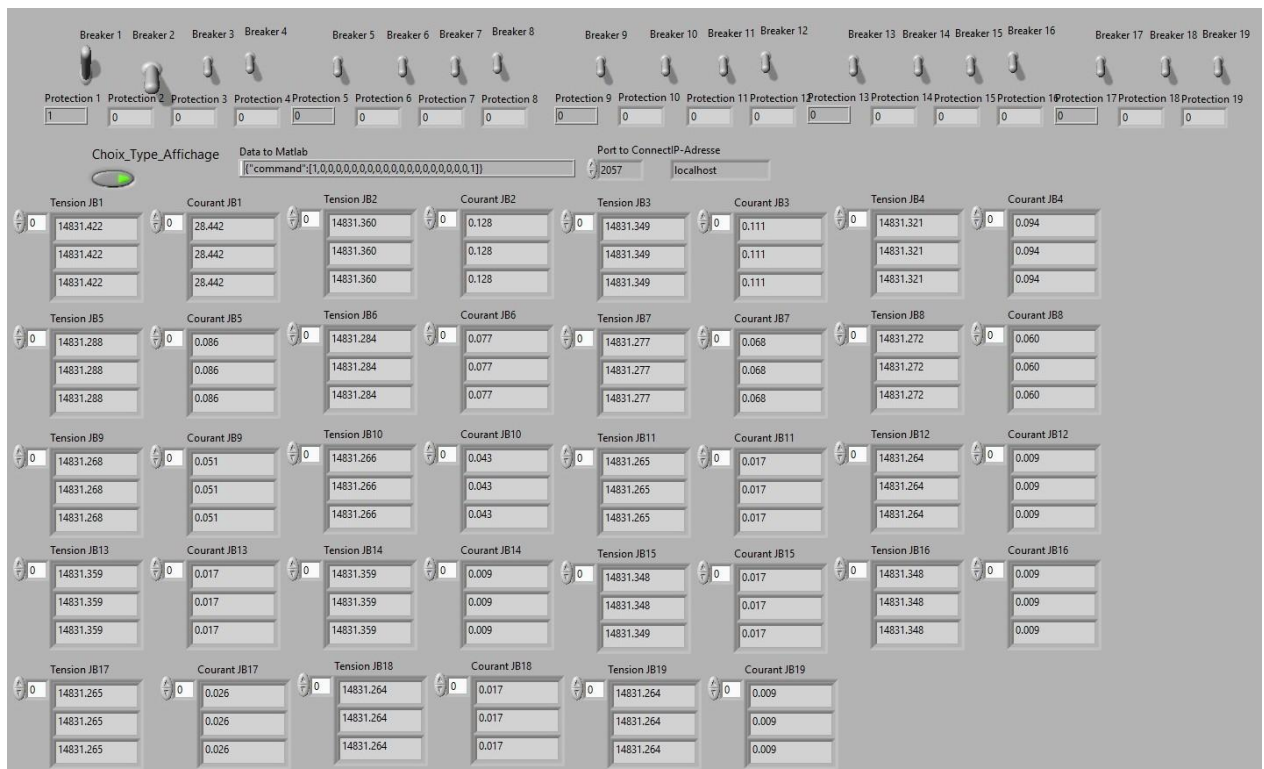 Breaker 1 Breaker 2 Breaker 3 Breaker 4 Breaker 5 Breaker 6 Breaker 7 Breaker 8 Breaker 9 Breaker 10 Breaker 11 Breaker 12 Breaker 13 Breaker 14 Breaker 15 Breaker 16 Breaker 17 Breaker 18 Breaker 19
Protection 1 Protection 2 Protection 3 Protection 4 Protection 5 Protection 6 Protection 7 Protection 8 Protection 9 Protection 10 Protection 11 Protection 12 Protection 13 Protection 14 Protection 15 Protection 16 Protection 17 Protection 18 Protection 19
1 0 0 0 0 0 0 0 0 0 0 0 0 0 0 0 0 0 0
Choix_Type_Affichage Data to Matlab Port to Connect IP-Adresse
{"command":[1,0,0,0,0,0,0,0,0,0,0,0,0,0,0,0,0,0,0,1]} 2057 localhost
Tension JB1 Courant JB1 Tension JB2 Courant JB2 Tension JB3 Courant JB3 Tension JB4 Courant JB4
0 14831.422 0 28.442 0 14831.360 0 0.128 0 14831.349 0 0.111 0 14831.321 0 0.094
14831.422 28.442 14831.360 0.128 14831.349 0.111 14831.321 0.094
14831.422 28.442 14831.360 0.128 14831.349 0.111 14831.321 0.094
Tension JB5 Courant JB5 Tension JB6 Courant JB6 Tension JB7 Courant JB7 Tension JB8 Courant JB8
0 14831.288 0 0.086 0 14831.284 0 0.077 0 14831.277 0 0.068 0 14831.272 0 0.060
14831.288 0.086 14831.284 0.077 14831.277 0.068 14831.272 0.060
14831.288 0.086 14831.284 0.077 14831.277 0.068 14831.272 0.060
Tension JB9 Courant JB9 Tension JB10 Courant JB10 Tension JB11 Courant JB11 Tension JB12 Courant JB12
0 14831.268 0 0.051 0 14831.266 0 0.043 0 14831.265 0 0.017 0 14831.264 0 0.009
14831.268 0.051 14831.266 0.043 14831.265 0.017 14831.264 0.009
14831.268 0.051 14831.266 0.043 14831.265 0.017 14831.264 0.009
Tension JB13 Courant JB13 Tension JB14 Courant JB14 Tension JB15 Courant JB15 Tension JB16 Courant JB16
0 14831.359 0 0.017 0 14831.359 0 0.009 0 14831.348 0 0.017 0 14831.348 0 0.009
14831.359 0.017 14831.359 0.009 14831.348 0.017 14831.348 0.009
14831.359 0.017 14831.359 0.009 14831.349 0.017 14831.348 0.009
Tension JB17 Courant JB17 Tension JB18 Courant JB18 Tension JB19 Courant JB19
0 14831.265 0 0.026 0 14831.264 0 0.017 0 14831.264 0 0.009
14831.265 0.026 14831.264 0.017 14831.264 0.009
14831.265 0.026 14831.264 0.017 14831.264 0.009